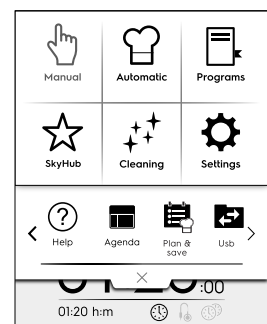 Manual Automatic Programs
SkyHub Cleaning Settings
Help Agenda Plan & save Usb
:00
01:20 h:m